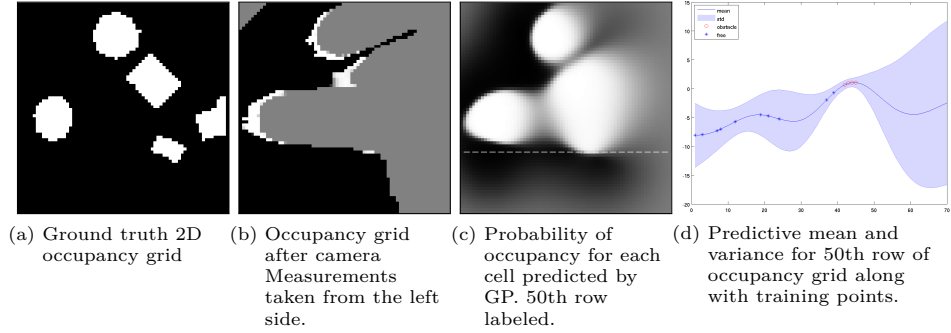 15
10
5
0
-5
-10
-15
-20
0
10
20
30
40
50
60
70
mean
std
obstacle
free
(a) Ground truth 2D
occupancy grid
(b) Occupancy grid
after camera
Measurements
taken from the left
side.
(c) Probability of
occupancy for each
cell predicted by
GP. 50th row
labeled.
(d) Predictive mean and
variance for 50th row of
occupancy grid along
with training points.